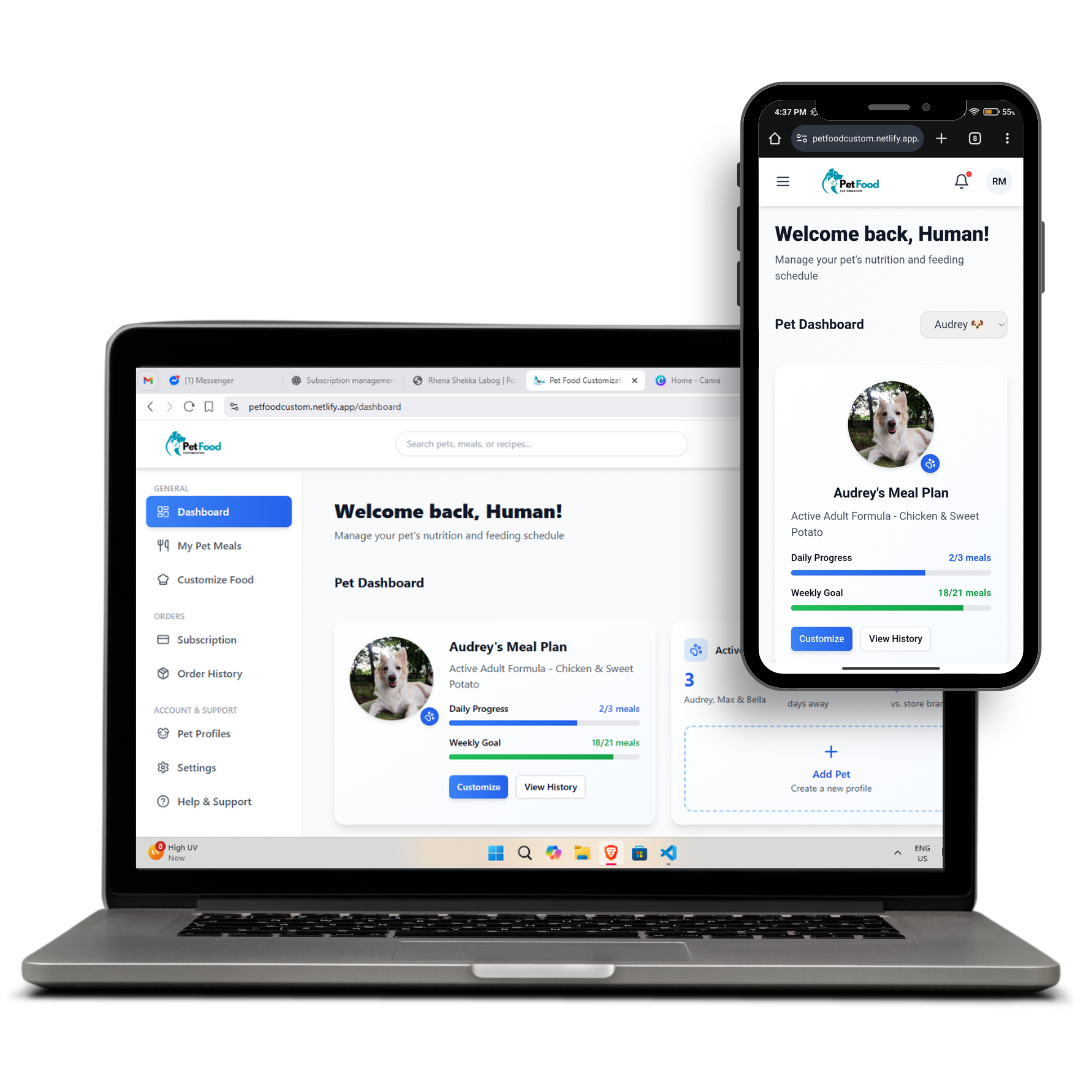 4:37 PM
55%
petfoodcustom.netlify.app
8
PetFood
RM
Welcome back, Human!
Manage your pet's nutrition and feeding
schedule
Pet Dashboard
Audrey
Audrey's Meal Plan
Active Adult Formula - Chicken & Sweet
Potato
Daily Progress 2/3 meals
Weekly Goal 18/21 meals
Customize View History
(1) Messenger
Subscription managemen
Rhena Shekka Labog | Po
Pet Food Customizati
Home - Canva
petfoodcustom.netlify.app/dashboard
PetFood
Search pets, meals, or recipes...
GENERAL
Dashboard
My Pet Meals
Customize Food
ORDERS
Subscription
Order History
ACCOUNT & SUPPORT
Pet Profiles
Settings
Help & Support
Welcome back, Human!
Manage your pet's nutrition and feeding schedule
Pet Dashboard
Audrey's Meal Plan
Active Adult Formula - Chicken & Sweet
Potato
Daily Progress 2/3 meals
Weekly Goal 18/21 meals
Customize View History
Active
3
Audrey, Max & Bella
days away
vs. store bran
Add Pet
Create a new profile
8
High UV
Now
ENG
US